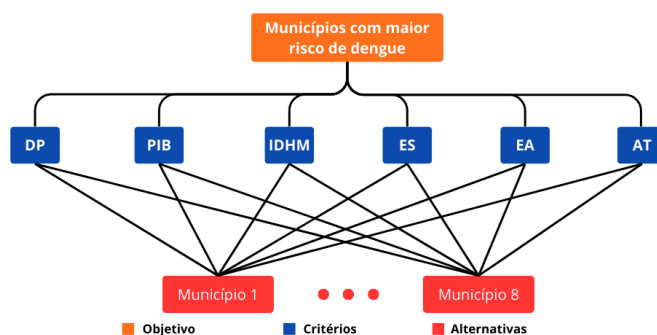 Municípios com maior
risco de dengue
DP
PIB
IDHM
ES
EA
AT
Município 1
Município 8
Objetivo
Critérios
Alternativas